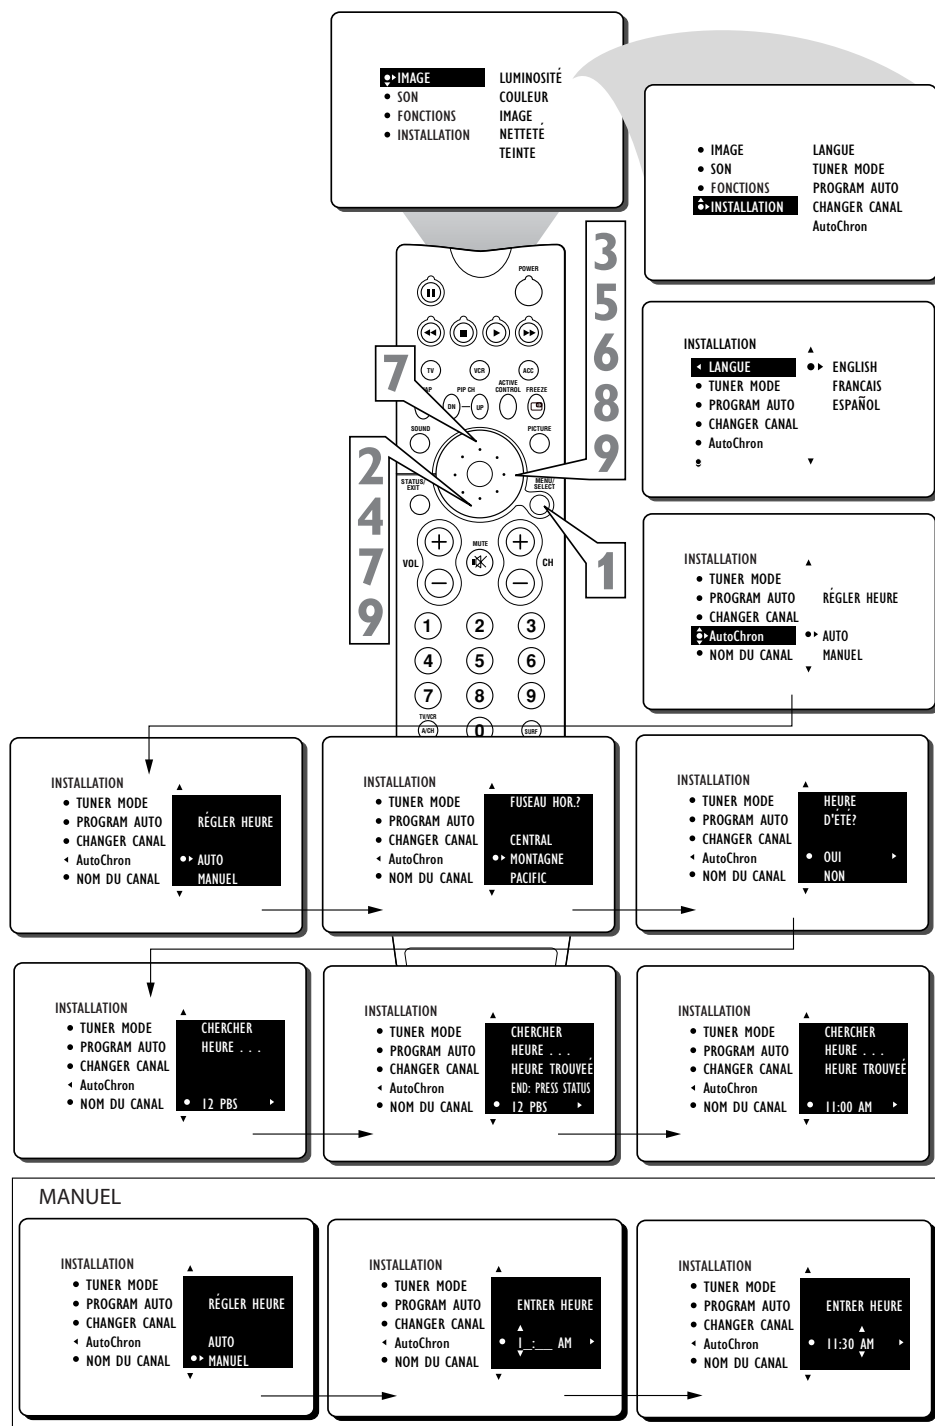 IMAGE LUMINOSITÉ
SON COULEUR
FONCTIONS IMAGE
INSTALLATION NETTETÉ
TEINTE
IMAGE LANGUE
SON TUNER MODE
FONCTIONS PROGRAM AUTO
INSTALLATION CHANGER CANAL
AutoChron
INSTALLATION
LANGUE ENGLISH
TUNER MODE FRANCAIS
PROGRAM AUTO ESPAÑOL
CHANGER CANAL
AutoChron
INSTALLATION
TUNER MODE
PROGRAM AUTO RÉGLER HEURE
CHANGER CANAL
AutoChron AUTO
NOM DU CANAL MANUEL
3
5
6
8
9
7
2
4
7
9
1
POWER
TV VCR ACC
PIP CH ACTIVE CONTROL FREEZE
DN UP
SOUND PICTURE
STATUS/EXIT MENU/SELECT
VOL MUTE CH
1 2 3
4 5 6
7 8 9
TV/VCR
A/CH 0 SURF
INSTALLATION
TUNER MODE
PROGRAM AUTO RÉGLER HEURE
CHANGER CANAL
AutoChron AUTO
NOM DU CANAL MANUEL
INSTALLATION
TUNER MODE FUSEAU HOR.?
PROGRAM AUTO
CHANGER CANAL CENTRAL
AutoChron MONTAGNE
NOM DU CANAL PACIFIC
INSTALLATION
TUNER MODE HEURE
PROGRAM AUTO D'ÉTÉ?
CHANGER CANAL
AutoChron OUI
NOM DU CANAL NON
INSTALLATION
TUNER MODE CHERCHER
PROGRAM AUTO HEURE . . .
CHANGER CANAL
AutoChron
NOM DU CANAL 12 PBS
INSTALLATION
TUNER MODE CHERCHER
PROGRAM AUTO HEURE . . .
CHANGER CANAL HEURE TROUVEÉ
AutoChron END: PRESS STATUS
NOM DU CANAL 12 PBS
INSTALLATION
TUNER MODE CHERCHER
PROGRAM AUTO HEURE . . .
CHANGER CANAL HEURE TROUVEÉ
AutoChron
NOM DU CANAL 11:00 AM
MANUEL
INSTALLATION
TUNER MODE
PROGRAM AUTO RÉGLER HEURE
CHANGER CANAL
AutoChron AUTO
NOM DU CANAL MANUEL
INSTALLATION
TUNER MODE
PROGRAM AUTO ENTRER HEURE
CHANGER CANAL
AutoChron 1_:__ AM
NOM DU CANAL
INSTALLATION
TUNER MODE
PROGRAM AUTO ENTRER HEURE
CHANGER CANAL
AutoChron 11:30 AM
NOM DU CANAL